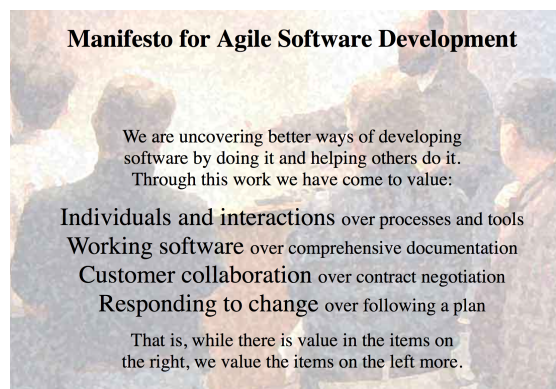 Manifesto for Agile Software Development
We are uncovering better ways of developing
software by doing it and helping others do it.
Through this work we have come to value:
Individuals and interactions over processes and tools
Working software over comprehensive documentation
Customer collaboration over contract negotiation
Responding to change over following a plan
That is, while there is value in the items on
the right, we value the items on the left more.